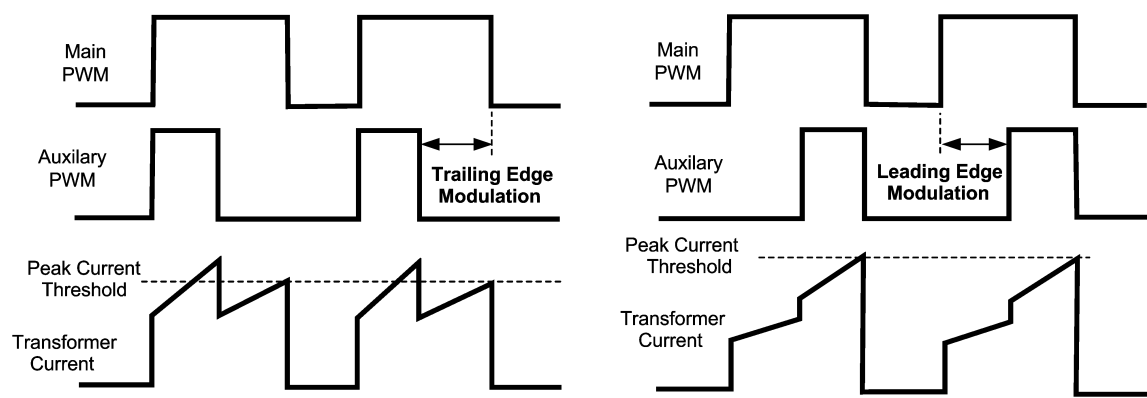 Main
PWM
Auxilary
PWM
Trailing Edge
Modulation
Peak Current
Threshold
Transformer
Current
Main
PWM
Auxilary
PWM
Leading Edge
Modulation
Peak Current
Threshold
Transformer
Current